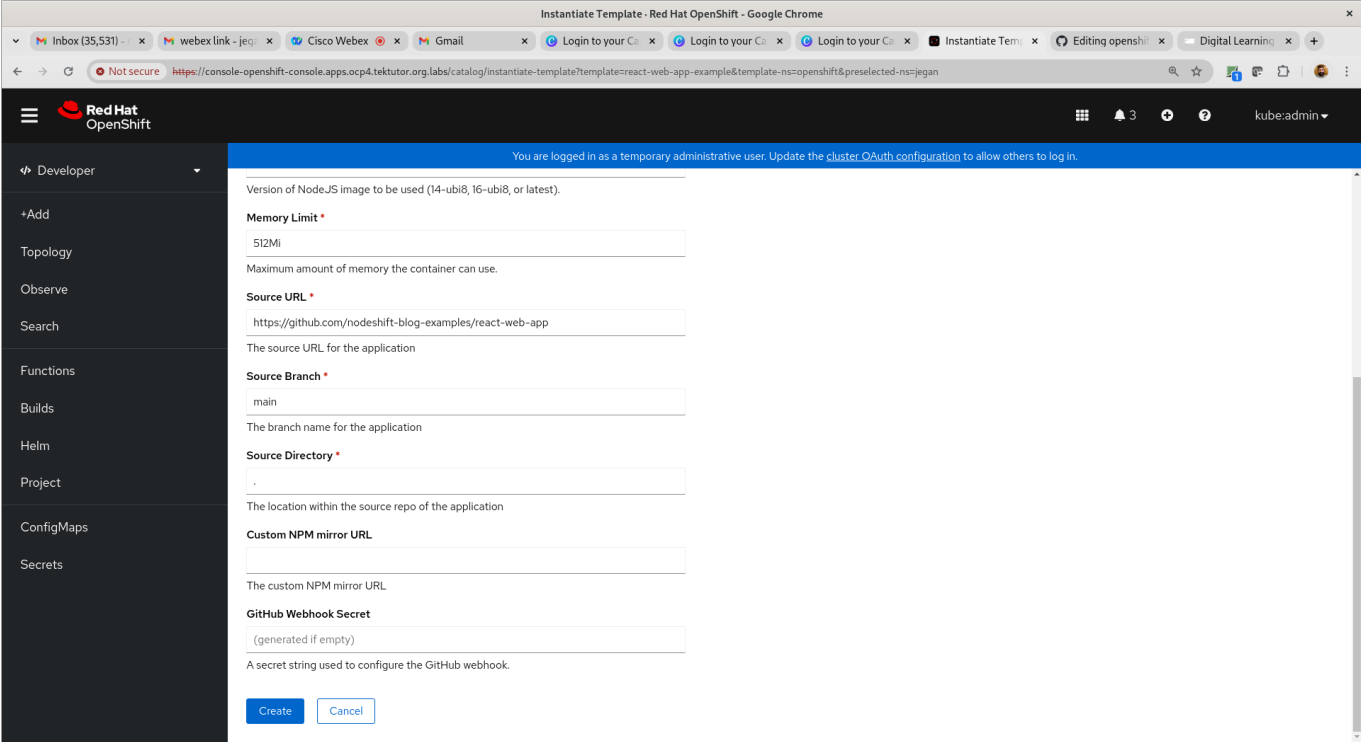 Instantiate Template · Red Hat OpenShift - Google Chrome
Inbox (35,531) -
webex link - jeg
Cisco Webex
Gmail
Login to your Ca
Login to your Ca
Login to your Ca
Instantiate Tem
Editing openshif
Digital Learning
Not secure https://console-openshift-console.apps.ocp4.tektutor.org.labs/catalog/instantiate-template?template=react-web-app-example&template-ns=openshift&preselected-ns=jegan
1
Red Hat
OpenShift
3
kube:admin
You are logged in as a temporary administrative user. Update the cluster OAuth configuration to allow others to log in.
Developer
+Add
Topology
Observe
Search
Functions
Builds
Helm
Project
ConfigMaps
Secrets
Version of NodeJS image to be used (14-ubi8, 16-ubi8, or latest).
Memory Limit *
512Mi
Maximum amount of memory the container can use.
Source URL *
https://github.com/nodeshift-blog-examples/react-web-app
The source URL for the application
Source Branch *
main
The branch name for the application
Source Directory *
.
The location within the source repo of the application
Custom NPM mirror URL
The custom NPM mirror URL
GitHub Webhook Secret
(generated if empty)
A secret string used to configure the GitHub webhook.
Create
Cancel